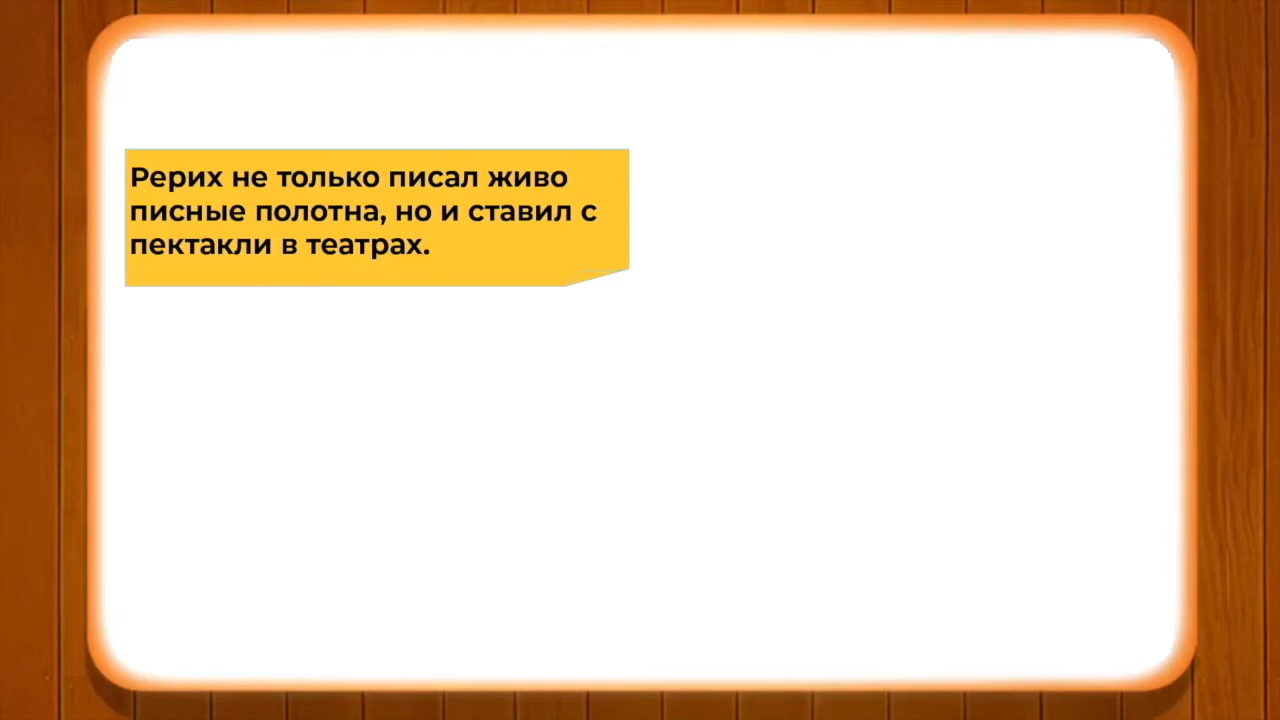 Рерих не только писал живо
писные полотна, но и ставил с
пектакли в театрах.